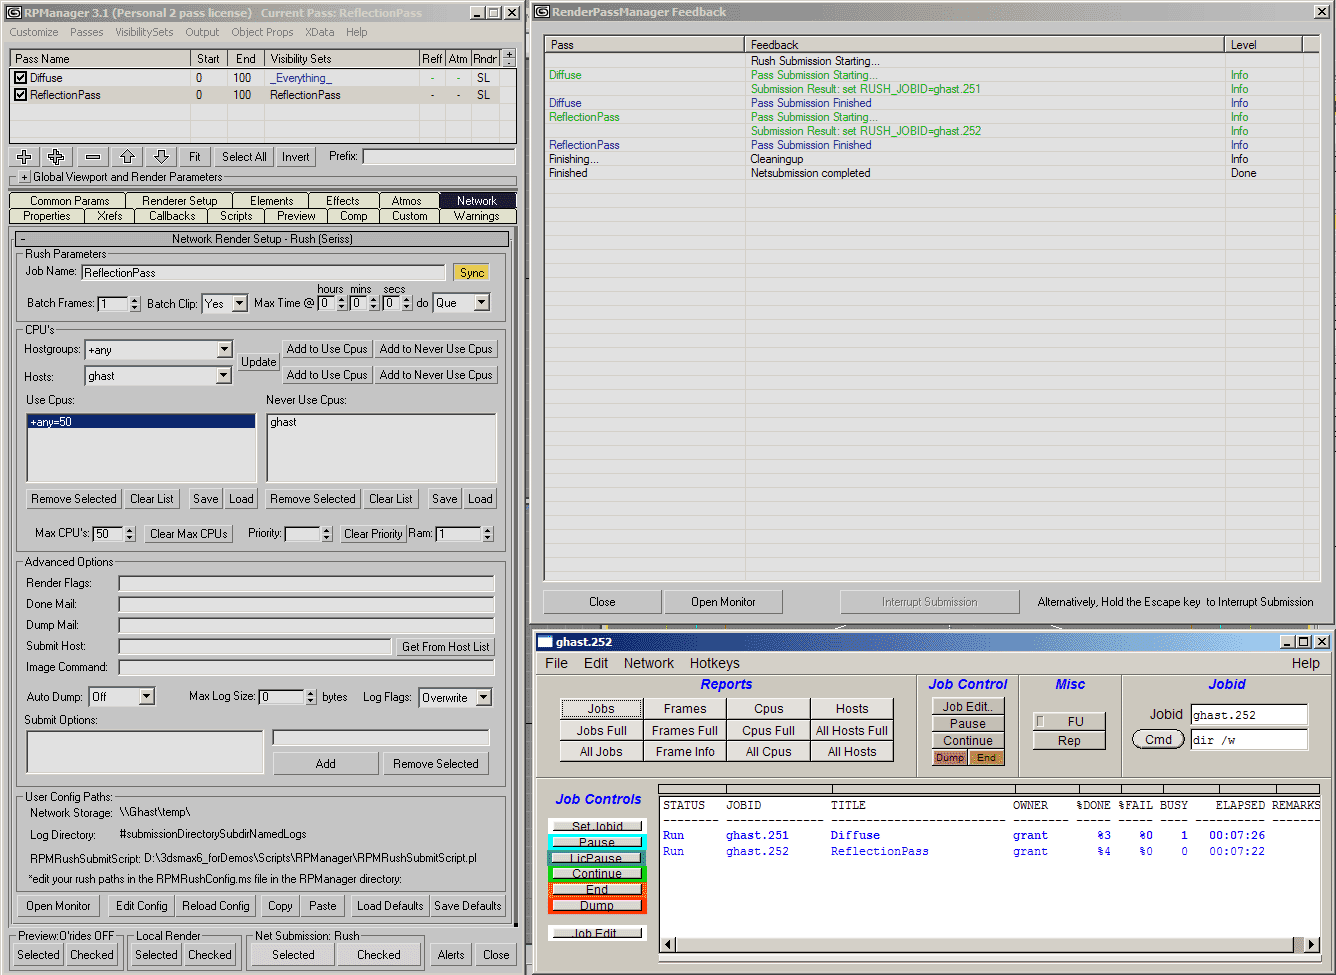 RPManager 3.1 (Personal 2 pass license)   Current Pass: ReflectionPass
Customize Passes VisibilitySets Output Object Props XData Help
Pass Name Start End Visibility Sets Reff Atm Rndr +
Diffuse 0 100 _Everything_ - - SL
ReflectionPass 0 100 ReflectionPass - - SL
Fit Select All Invert Prefix:
+ Global Viewport and Render Parameters
Common Params Renderer Setup Elements Effects Atmos Network
Properties Xrefs Callbacks Scripts Preview Comp Custom Warnings
- Network Render Setup - Rush (Seriss)
Rush Parameters
Job Name: ReflectionPass Sync
hours mins secs
Batch Frames: 1 Batch Clip: Yes Max Time @ 0 0 0 do Que
CPU's
Hostgroups: +any Add to Use Cpus Add to Never Use Cpus
Update
Hosts: ghast Add to Use Cpus Add to Never Use Cpus
Use Cpus: Never Use Cpus:
+any=50 ghast
Remove Selected Clear List Save Load Remove Selected Clear List Save Load
Max CPU's: 50 Clear Max CPUs Priority: Clear Priority Ram: 1
Advanced Options
Render Flags:
Done Mail:
Dump Mail:
Submit Host: Get From Host List
Image Command:
Auto Dump: Off Max Log Size: 0 bytes Log Flags: Overwrite
Submit Options:
Add Remove Selected
User Config Paths:
Network Storage: \\Ghast\temp\
Log Directory: #submissionDirectorySubdirNamedLogs
RPMRushSubmitScript: D:\3dsmax6_forDemos\Scripts\RPManager\RPMRushSubmitScript.pl
*edit your rush paths in the RPMRushConfig.ms file in the RPManager directory:
Open Monitor Edit Config Reload Config Copy Paste Load Defaults Save Defaults
Preview:O'rides OFF Local Render Net Submission: Rush
Selected Checked Selected Checked Selected Checked Alerts Close
RenderPassManager Feedback
Pass Feedback Level
Rush Submission Starting...
Diffuse Pass Submission Starting... Info
Submission Result: set RUSH_JOBID=ghast.251 Info
Diffuse Pass Submission Finished Info
ReflectionPass Pass Submission Starting... Info
Submission Result: set RUSH_JOBID=ghast.252 Info
ReflectionPass Pass Submission Finished Info
Finishing... Cleaningup Info
Finished Netsubmission completed Done
Close Open Monitor Interrupt Submission Alternatively, Hold the Escape key to Interrupt Submission
ghast.252
File Edit Network Hotkeys Help
Reports Job Control Misc Jobid
Jobs Frames Cpus Hosts Job Edit.. Jobid ghast.252
Jobs Full Frames Full Cpus Full All Hosts Full Pause FU
All Jobs Frame Info All Cpus All Hosts Continue Rep Cmd dir /w
Dump End
Job Controls
Set Jobid
Pause
LicPause
Continue
End
Dump
Job Edit
STATUS JOBID TITLE OWNER %DONE %FAIL BUSY ELAPSED REMARKS
Run ghast.251 Diffuse grant %3 %0 1 00:07:26
Run ghast.252 ReflectionPass grant %4 %0 0 00:07:22